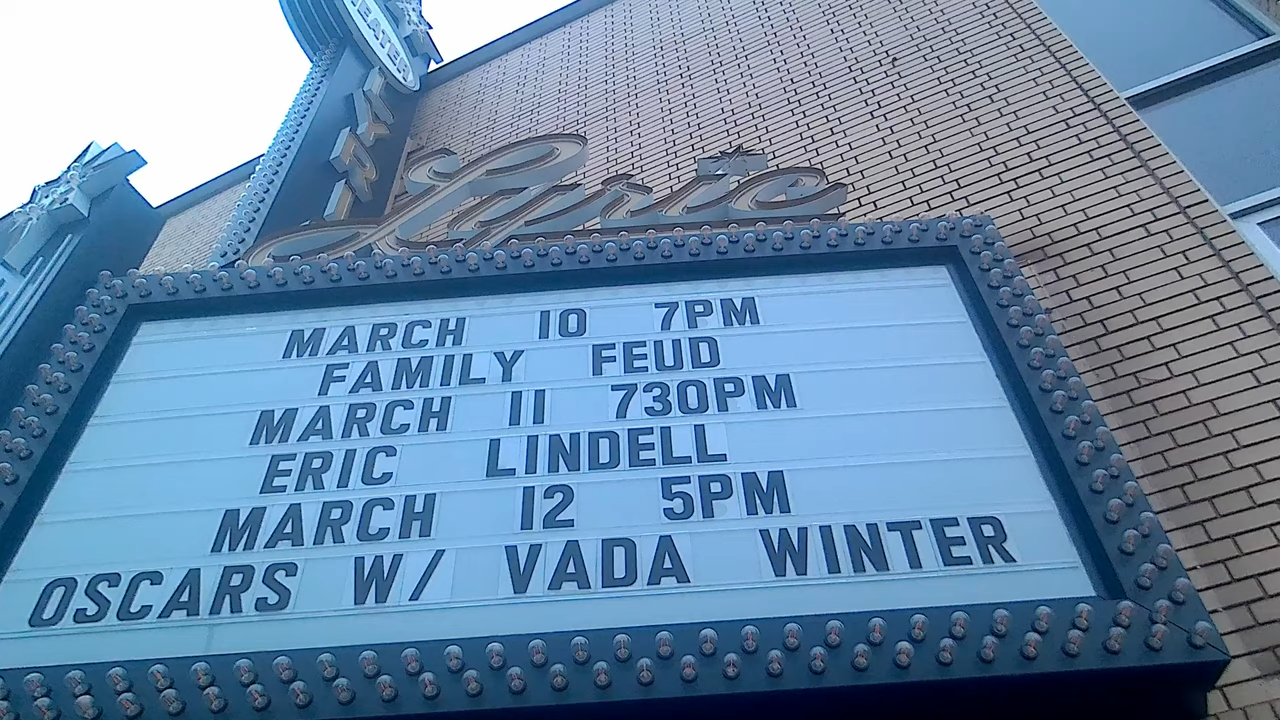 Lyric
MARCH 10 7PM
FAMILY FEUD
MARCH 11 730PM
ERIC LINDELL
MARCH 12 5PM
OSCARS W/ VADA WINTER